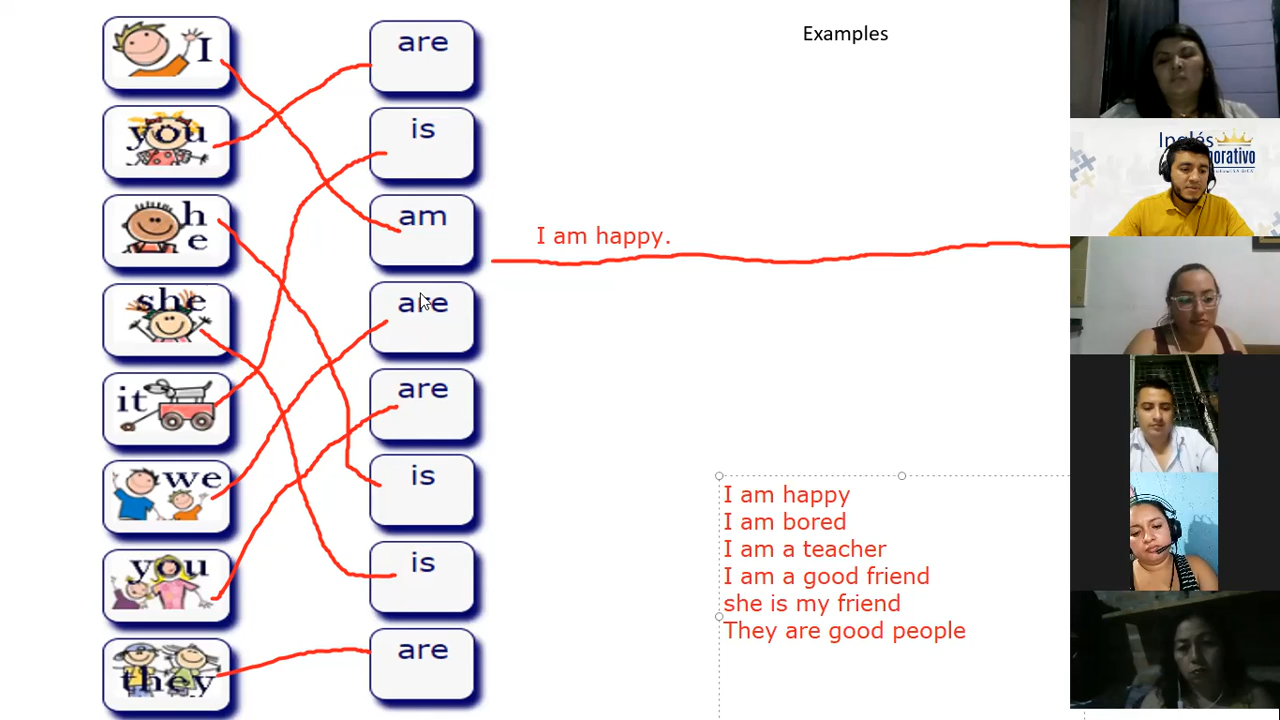 I
you
he
she
it
we
you
they
are
is
am
are
are
is
is
are
Examples
I am happy.
I am happy
I am bored
I am a teacher
I am a good friend
she is my friend
They are good people
Inglés